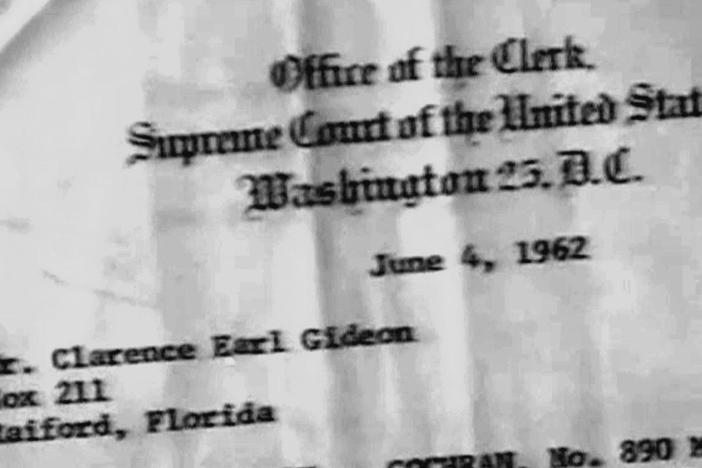 Office of the Clerk.
Supreme Court of the United Stat
Washington 25, D.C.
June 4, 1962
r. Clarence Earl Gideon
ox 211
aiford, Florida
COCHRAN, No. 890 M